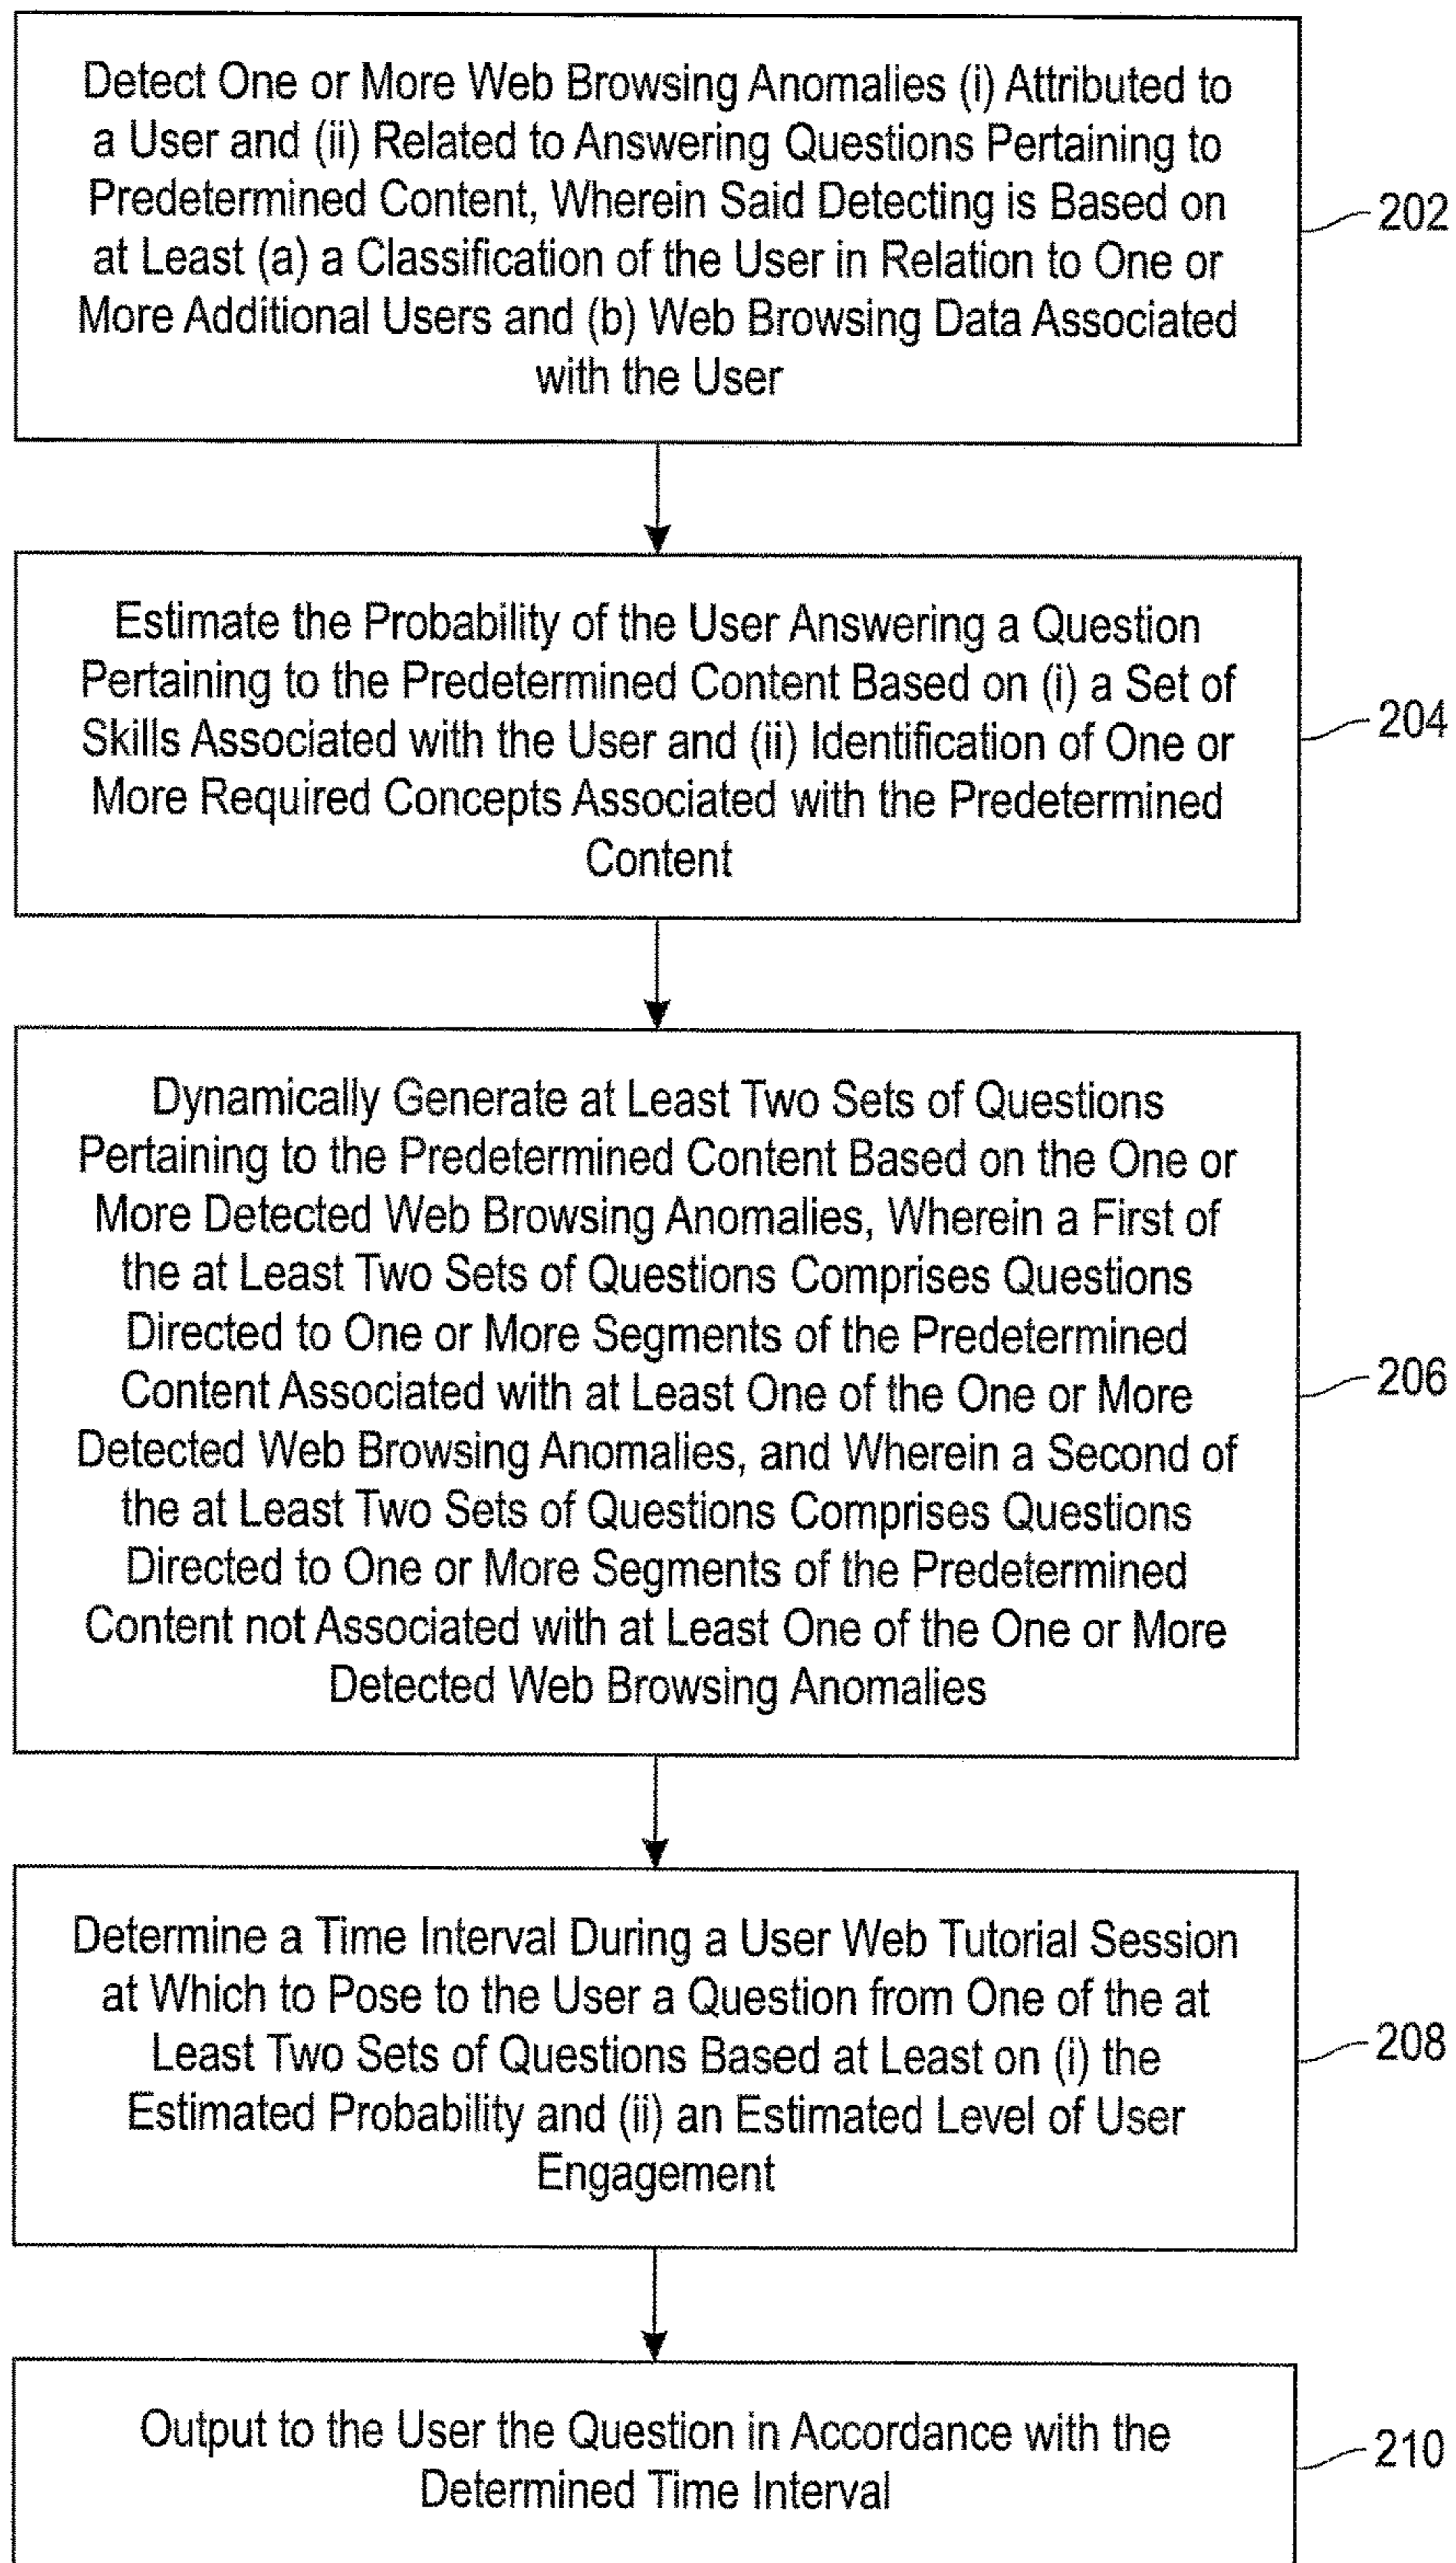 Detect One or More Web Browsing Anomalies (i) Attributed to
a User and (ii) Related to Answering Questions Pertaining to
Predetermined Content, Wherein Said Detecting is Based on
at Least (a) a Classification of the User in Relation to One or
More Additional Users and (b) Web Browsing Data Associated
with the User
202
Estimate the Probability of the User Answering a Question
Pertaining to the Predetermined Content Based on (i) a Set of
Skills Associated with the User and (ii) Identification of One or
More Required Concepts Associated with the Predetermined
Content
204
Dynamically Generate at Least Two Sets of Questions
Pertaining to the Predetermined Content Based on the One or
More Detected Web Browsing Anomalies, Wherein a First of
the at Least Two Sets of Questions Comprises Questions
Directed to One or More Segments of the Predetermined
Content Associated with at Least One of the One or More
Detected Web Browsing Anomalies, and Wherein a Second of
the at Least Two Sets of Questions Comprises Questions
Directed to One or More Segments of the Predetermined
Content not Associated with at Least One of the One or More
Detected Web Browsing Anomalies
206
Determine a Time Interval During a User Web Tutorial Session
at Which to Pose to the User a Question from One of the at
Least Two Sets of Questions Based at Least on (i) the
Estimated Probability and (ii) an Estimated Level of User
Engagement
208
Output to the User the Question in Accordance with the
Determined Time Interval
210